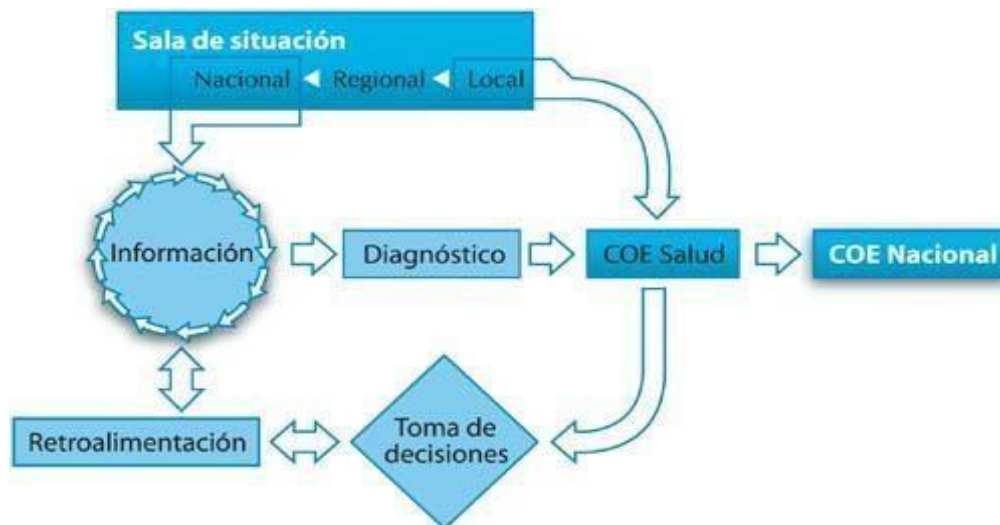 Sala de situación
Nacional Regional Local
Información
Diagnóstico
COE Salud
COE Nacional
Retroalimentación
Toma de
decisiones